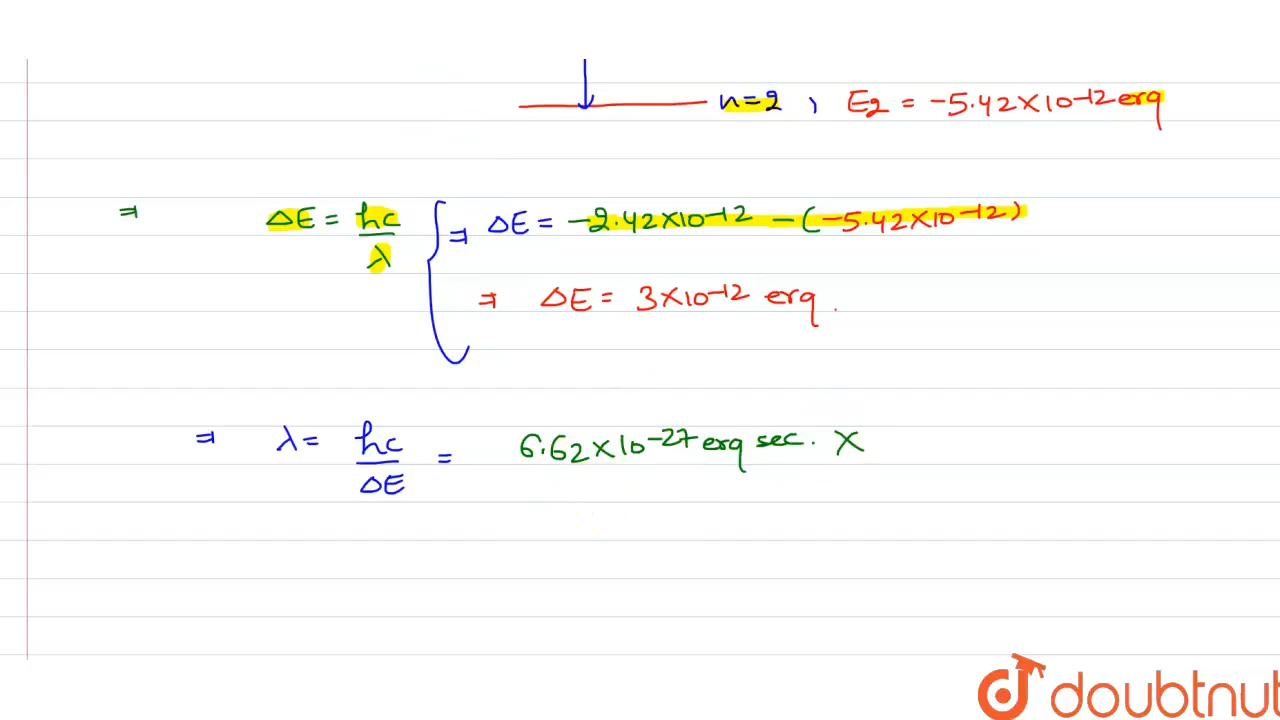 n=2 , E2 = -5.42×10-12 erg
⇒ ΔE = hc/λ ⇒ ΔE = -2.42×10-12 - (-5.42×10-12)
⇒ ΔE = 3×10-12 erg.
⇒ λ = hc/ΔE = 6.62×10-27 erg sec. ×
doubtnut